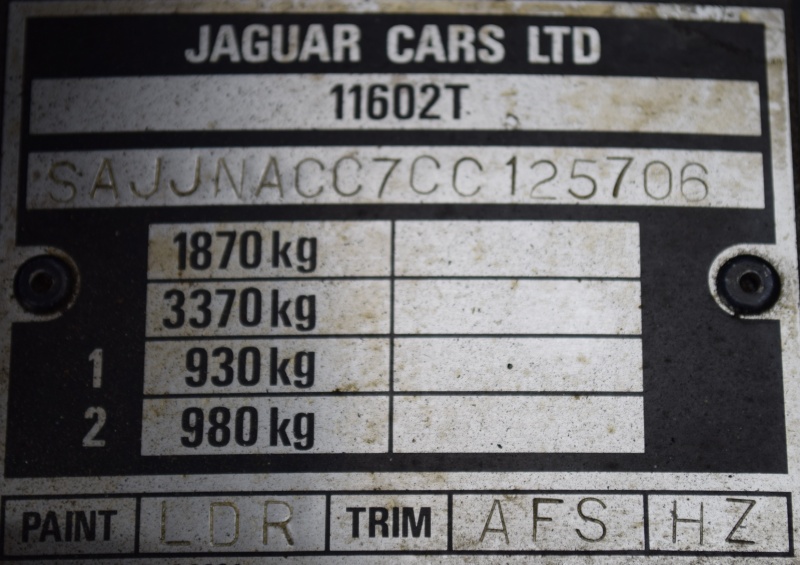 JAGUAR CARS LTD
11602T
SAJJNACC7CC125706
1870 kg
3370 kg
1 930 kg
2 980 kg
PAINT LDR TRIM AFS HZ